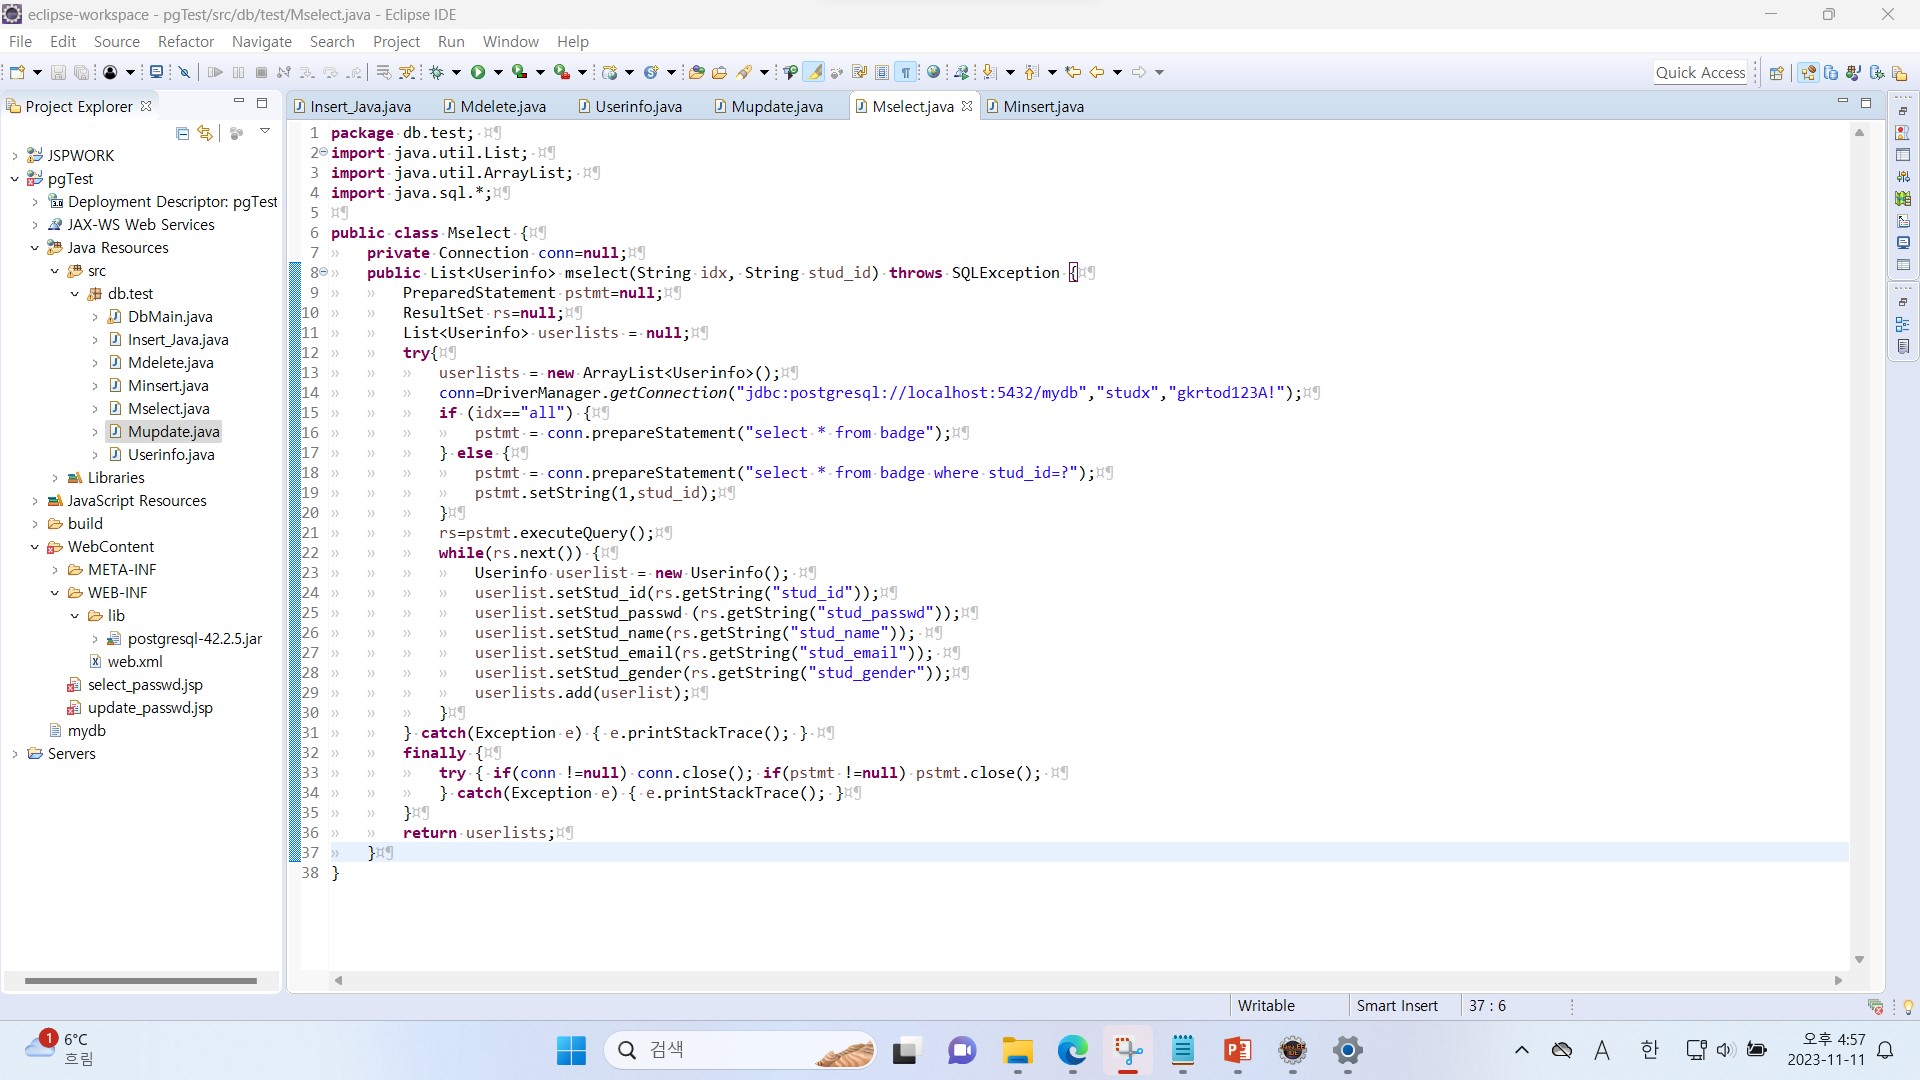 eclipse-workspace - pgTest/src/db/test/Mselect.java - Eclipse IDE
File Edit Source Refactor Navigate Search Project Run Window Help
Quick Access
Project Explorer
Insert_Java.java Mdelete.java Userinfo.java Mupdate.java Mselect.java Minsert.java
JSPWORK
pgTest
Deployment Descriptor: pgTest
JAX-WS Web Services
Java Resources
src
db.test
DbMain.java
Insert_Java.java
Mdelete.java
Minsert.java
Mselect.java
Mupdate.java
Userinfo.java
Libraries
JavaScript Resources
build
WebContent
META-INF
WEB-INF
lib
postgresql-42.2.5.jar
web.xml
select_passwd.jsp
update_passwd.jsp
mydb
Servers
1 package db.test;
2 import java.util.List;
3 import java.util.ArrayList;
4 import java.sql.*;
5
6 public class Mselect {
7 private Connection conn=null;
8 public List<Userinfo> mselect(String idx, String stud_id) throws SQLException {
9 PreparedStatement pstmt=null;
10 ResultSet rs=null;
11 List<Userinfo> userlists = null;
12 try{
13 userlists = new ArrayList<Userinfo>();
14 conn=DriverManager.getConnection("jdbc:postgresql://localhost:5432/mydb","studx","gkrtod123A!");
15 if (idx=="all") {
16 pstmt = conn.prepareStatement("select * from badge");
17 } else {
18 pstmt = conn.prepareStatement("select * from badge where stud_id=?");
19 pstmt.setString(1,stud_id);
20 }
21 rs=pstmt.executeQuery();
22 while(rs.next()) {
23 Userinfo userlist = new Userinfo();
24 userlist.setStud_id(rs.getString("stud_id"));
25 userlist.setStud_passwd (rs.getString("stud_passwd"));
26 userlist.setStud_name(rs.getString("stud_name"));
27 userlist.setStud_email(rs.getString("stud_email"));
28 userlist.setStud_gender(rs.getString("stud_gender"));
29 userlists.add(userlist);
30 }
31 } catch(Exception e) { e.printStackTrace(); }
32 finally {
33 try { if(conn !=null) conn.close(); if(pstmt !=null) pstmt.close();
34 } catch(Exception e) { e.printStackTrace(); }
35 }
36 return userlists;
37 }
38 }
Writable Smart Insert 37 : 6
1
6°C
흐림
검색
A 한
오후 4:57
2023-11-11